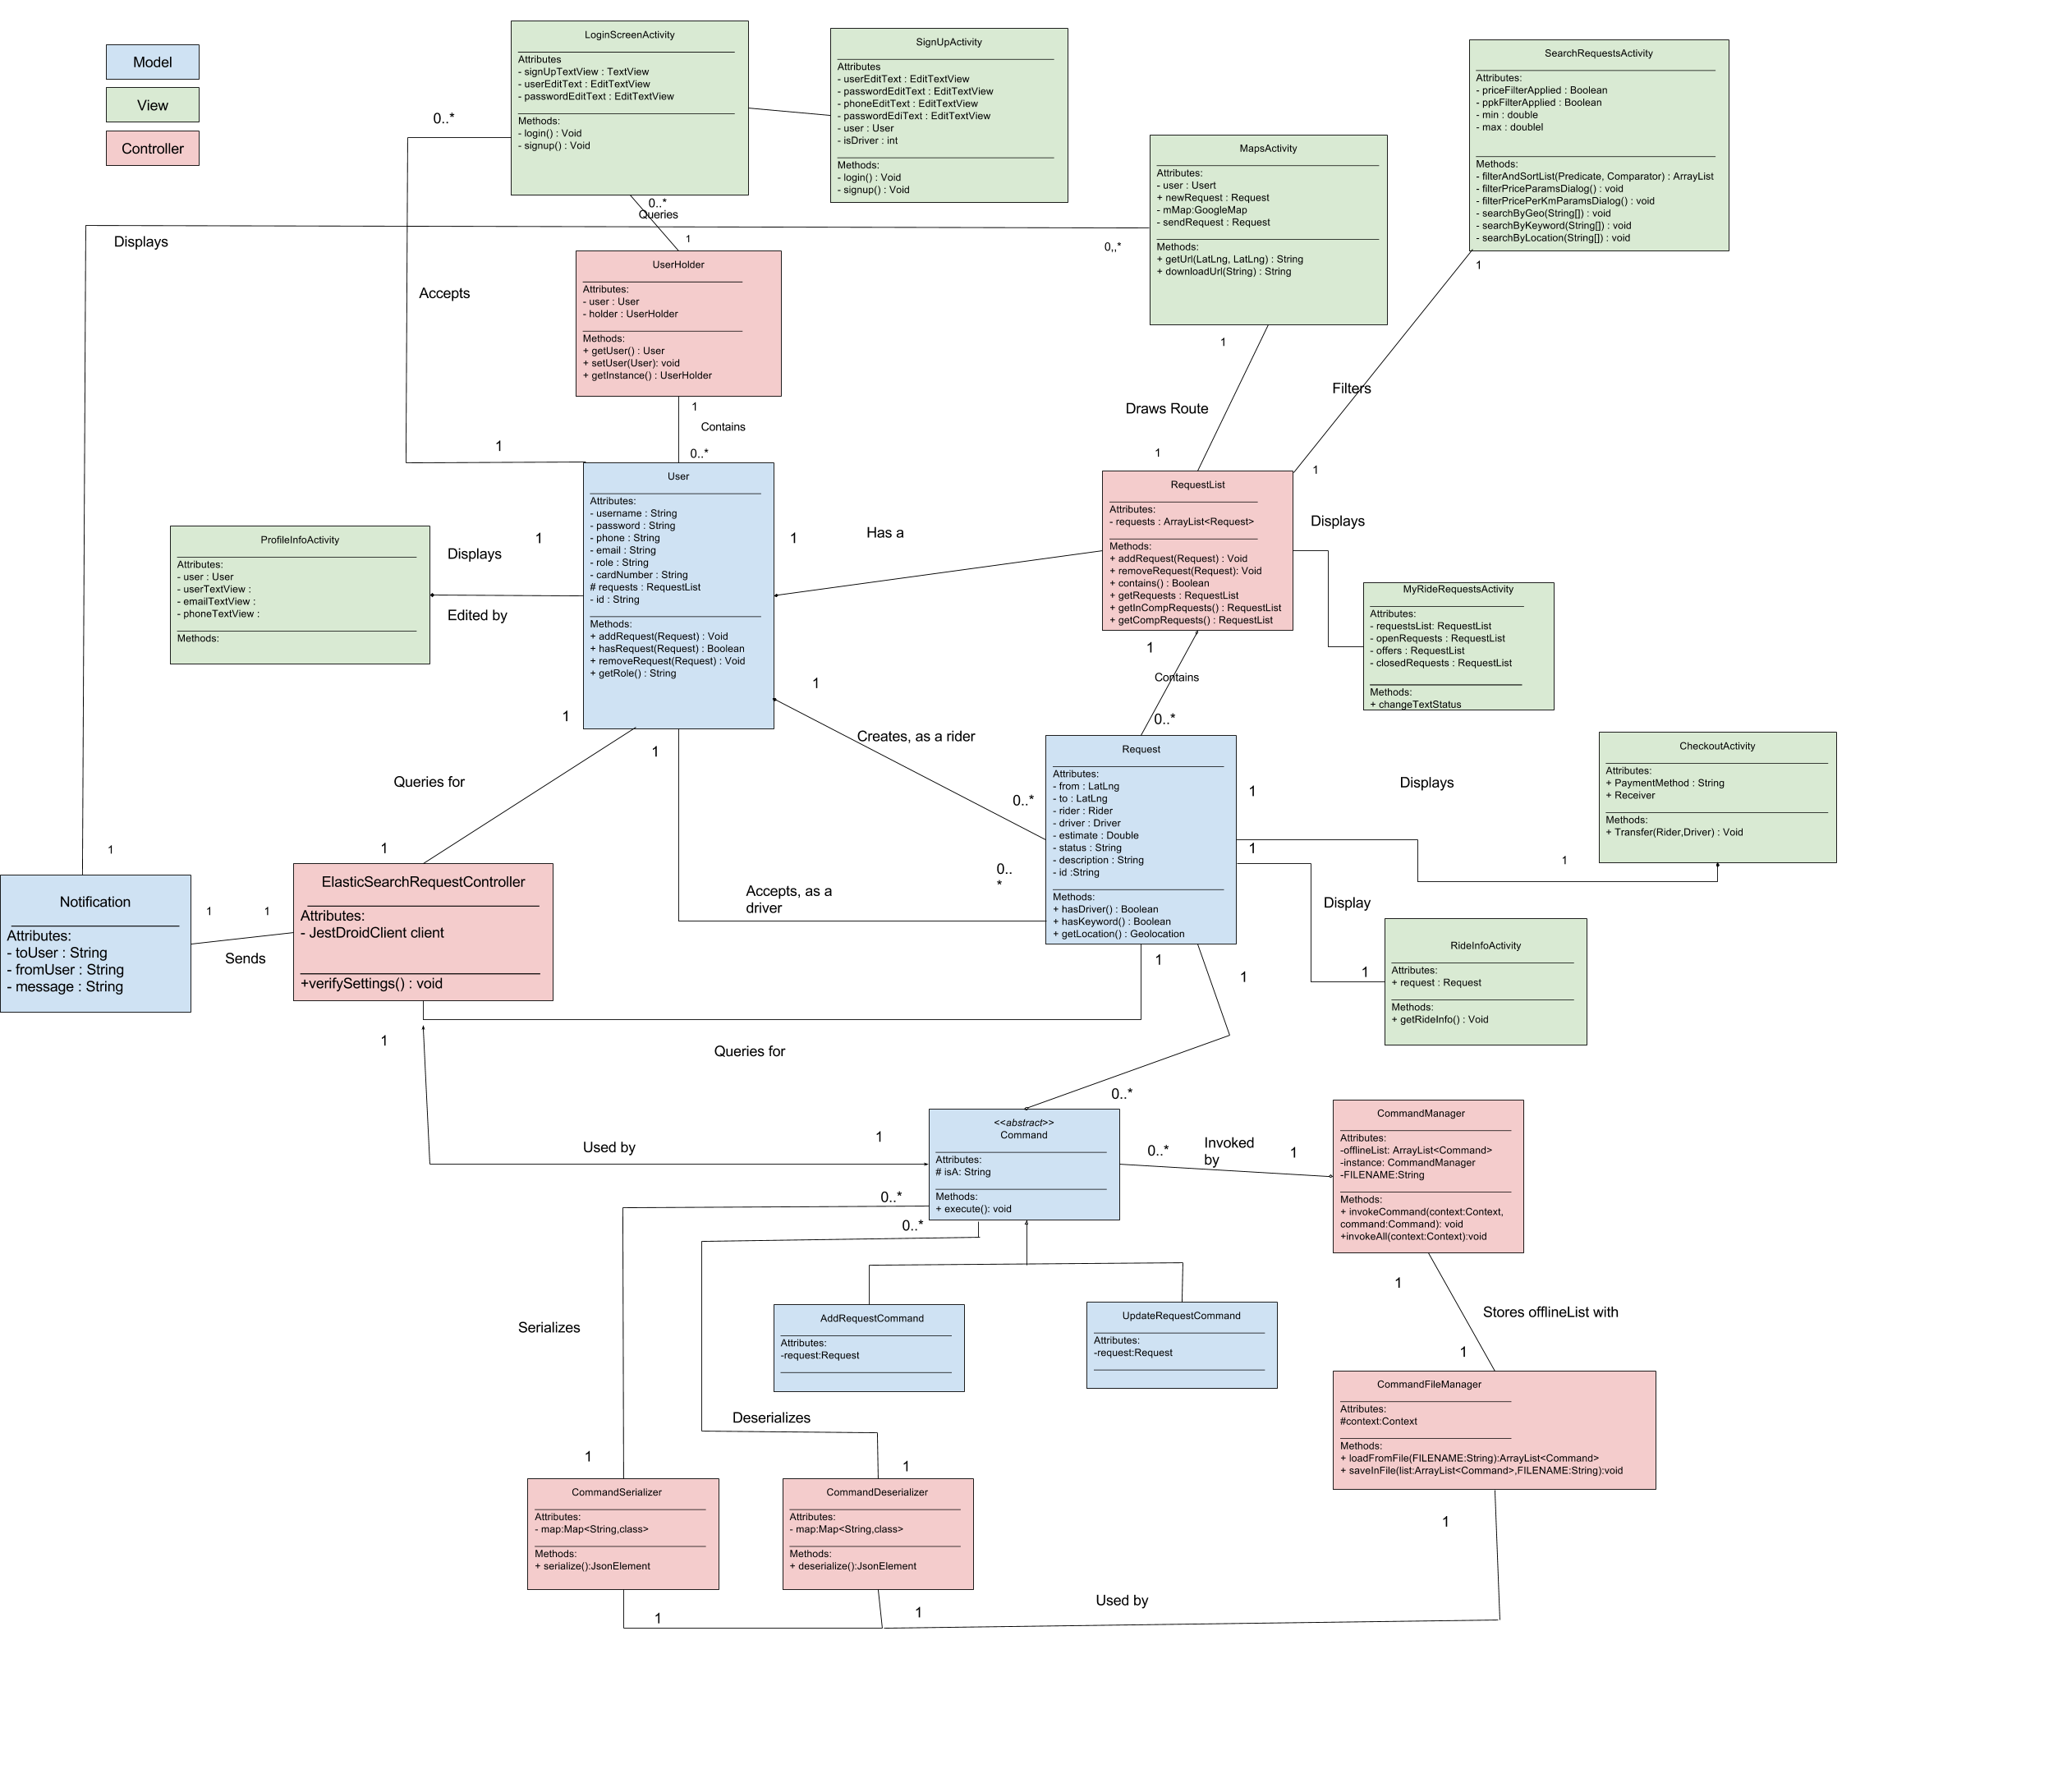 Model
View
Controller
LoginScreenActivity
Attributes
- signUpTextView : TextView
- userEditText : EditTextView
- passwordEditText : EditTextView
Methods:
- login() : Void
- signup() : Void
SignUpActivity
Attributes
- userEditText : EditTextView
- passwordEditText : EditTextView
- phoneEditText : EditTextView
- passwordEdiText : EditTextView
- user : User
- isDriver : int
Methods:
- login() : Void
- signup() : Void
SearchRequestsActivity
Attributes:
- priceFilterApplied : Boolean
- ppkFilterApplied : Boolean
- min : double
- max : doublel
Methods:
- filterAndSortList(Predicate, Comparator) : ArrayList
- filterPriceParamsDialog() : void
- filterPricePerKmParamsDialog() : void
- searchByGeo(String[]) : void
- searchByKeyword(String[]) : void
- searchByLocation(String[]) : void
MapsActivity
Attributes:
- user : Usert
+ newRequest : Request
- mMap:GoogleMap
- sendRequest : Request
Methods:
+ getUrl(LatLng, LatLng) : String
+ downloadUrl(String) : String
0..*
0..*
Queries
1
Displays
0,,*
1
Accepts
UserHolder
Attributes:
- user : User
- holder : UserHolder
Methods:
+ getUser() : User
+ setUser(User): void
+ getInstance() : UserHolder
1
Contains
0..*
1
1
Draws Route
1
Filters
1
User
Attributes:
- username : String
- password : String
- phone : String
- email : String
- role : String
- cardNumber : String
# requests : RequestList
- id : String
Methods:
+ addRequest(Request) : Void
+ hasRequest(Request) : Boolean
+ removeRequest(Request) : Void
+ getRole() : String
RequestList
Attributes:
- requests : ArrayList<Request>
Methods:
+ addRequest(Request) : Void
+ removeRequest(Request): Void
+ contains() : Boolean
+ getRequests : RequestList
+ getInCompRequests() : RequestList
+ getCompRequests() : RequestList
Displays
1
Has a
ProfileInfoActivity
Attributes:
- user : User
- userTextView :
- emailTextView :
- phoneTextView :
Methods:
Displays
1
Edited by
MyRideRequestsActivity
Attributes:
- requestsList: RequestList
- openRequests : RequestList
- offers : RequestList
- closedRequests : RequestList
Methods:
+ changeTextStatus
1
Contains
0..*
1
Creates, as a rider
0..*
1
1
Queries for
1
Request
Attributes:
- from : LatLng
- to : LatLng
- rider : Rider
- driver : Driver
- estimate : Double
- status : String
- description : String
- id :String
Methods:
+ hasDriver() : Boolean
+ hasKeyword() : Boolean
+ getLocation() : Geolocation
CheckoutActivity
Attributes:
+ PaymentMethod : String
+ Receiver
Methods:
+ Transfer(Rider,Driver) : Void
Displays
1
1
1
Display
1
RideInfoActivity
Attributes:
+ request : Request
Methods:
+ getRideInfo() : Void
0..
*
Accepts, as a
driver
1
Notification
Attributes:
- toUser : String
- fromUser : String
- message : String
1
1
Sends
ElasticSearchRequestController
Attributes:
- JestDroidClient client
+verifySettings() : void
1
Queries for
1
1
0..*
<<abstract>>
Command
Attributes:
# isA: String
Methods:
+ execute(): void
1
Used by
0..*
Invoked
by
1
CommandManager
Attributes:
-offlineList: ArrayList<Command>
-instance: CommandManager
-FILENAME:String
Methods:
+ invokeCommand(context:Context,
command:Command): void
+invokeAll(context:Context):void
0..*
0..*
1
Stores offlineList with
1
Serializes
AddRequestCommand
Attributes:
-request:Request
UpdateRequestCommand
Attributes:
-request:Request
Deserializes
CommandFileManager
Attributes:
#context:Context
Methods:
+ loadFromFile(FILENAME:String):ArrayList<Command>
+ saveInFile(list:ArrayList<Command>,FILENAME:String):void
1
1
CommandSerializer
Attributes:
- map:Map<String,class>
Methods:
+ serialize():JsonElement
CommandDeserializer
Attributes:
- map:Map<String,class>
Methods:
+ deserialize():JsonElement
1
1
1
Used by